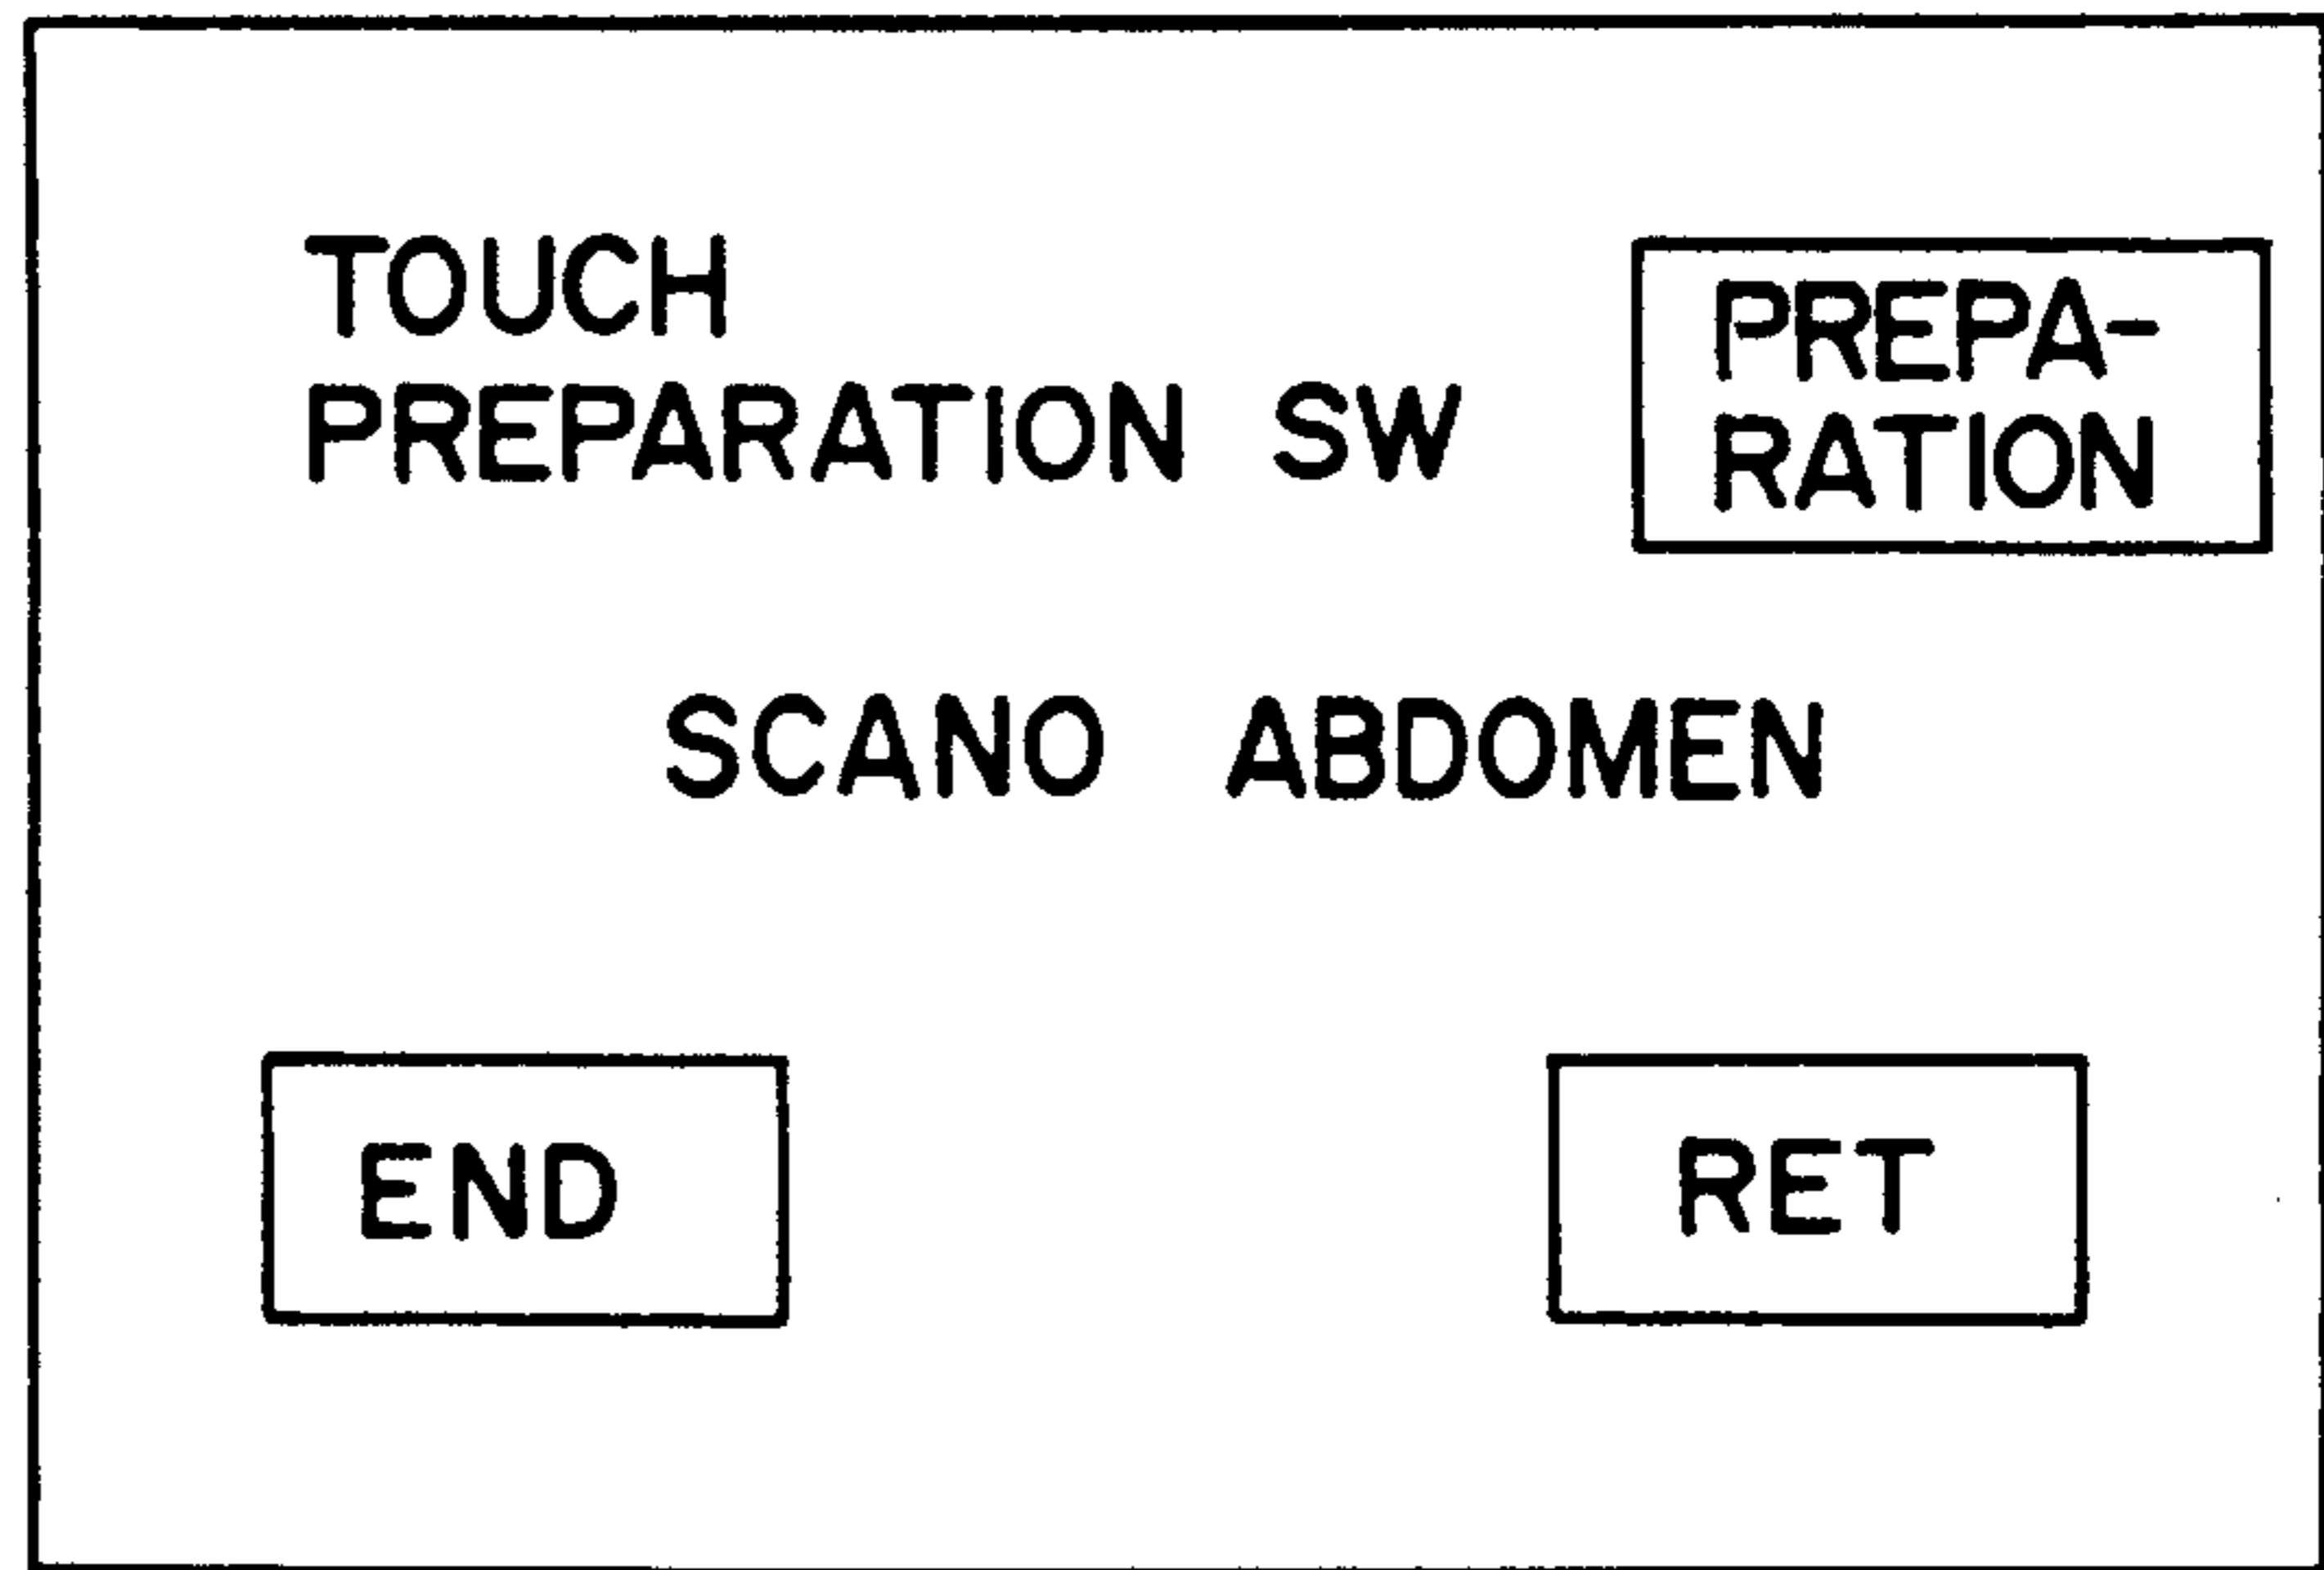 TOUCH
PREPARATION SW
PREPA-
RATION
SCANO ABDOMEN
END
RET